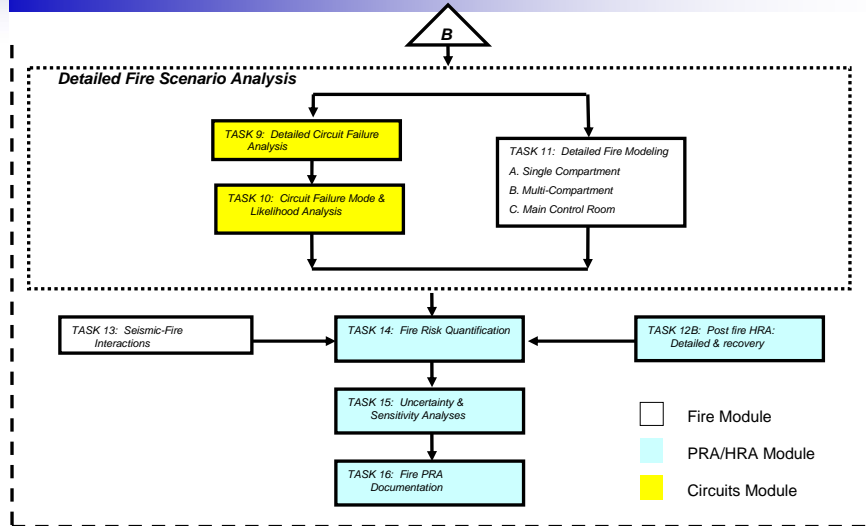 B
Detailed Fire Scenario Analysis
TASK 9: Detailed Circuit Failure
Analysis
TASK 10: Circuit Failure Mode &
Likelihood Analysis
TASK 11: Detailed Fire Modeling
A. Single Compartment
B. Multi-Compartment
C. Main Control Room
TASK 13: Seismic-Fire
Interactions
TASK 14: Fire Risk Quantification
TASK 12B: Post fire HRA:
Detailed & recovery
TASK 15: Uncertainty &
Sensitivity Analyses
TASK 16: Fire PRA
Documentation
Fire Module
PRA/HRA Module
Circuits Module